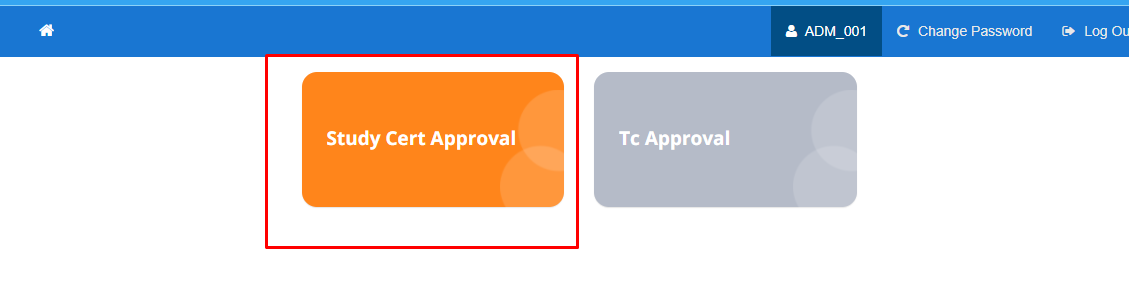 ADM_001
Change Password
Log Ou
Study Cert Approval
Tc Approval